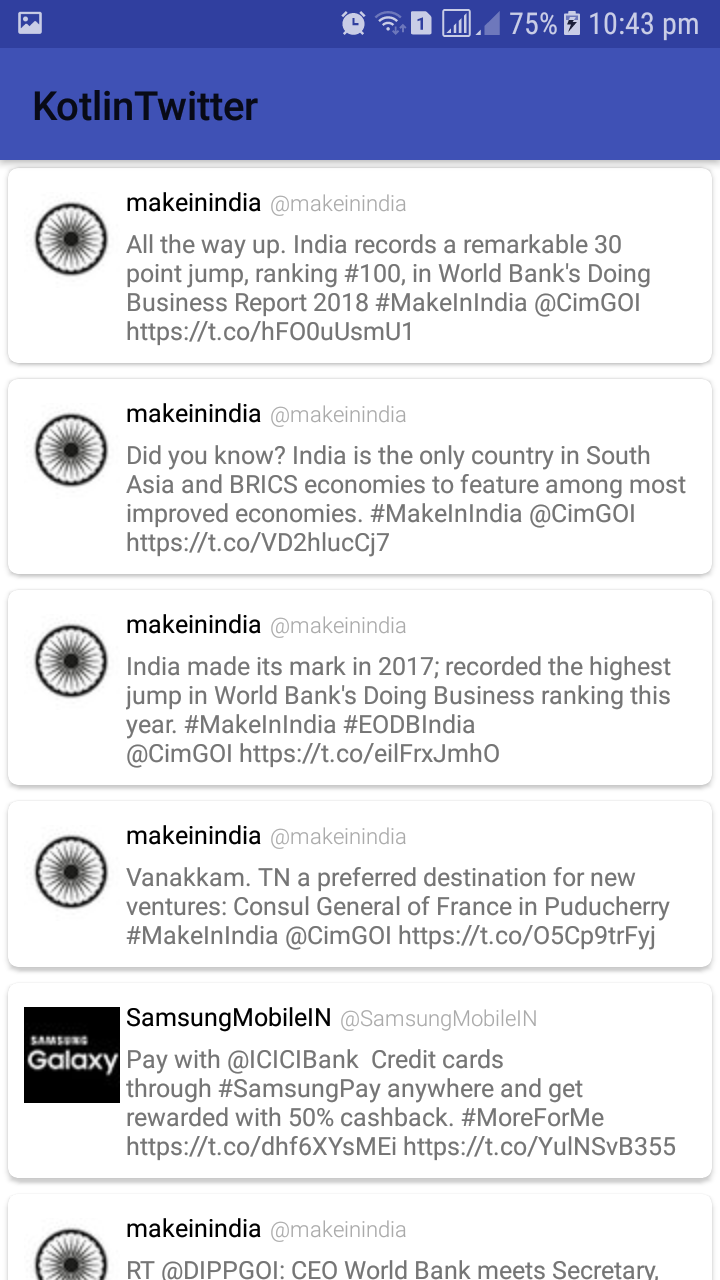 1 75% 10:43 pm
KotlinTwitter
makeinindia @makeinindia
All the way up. India records a remarkable 30
point jump, ranking #100, in World Bank's Doing
Business Report 2018 #MakeInIndia @CimGOI
https://t.co/hFO0uUsmU1
makeinindia @makeinindia
Did you know? India is the only country in South
Asia and BRICS economies to feature among most
improved economies. #MakeInIndia @CimGOI
https://t.co/VD2hlucCj7
makeinindia @makeinindia
India made its mark in 2017; recorded the highest
jump in World Bank's Doing Business ranking this
year. #MakeInIndia #EODBIndia
@CimGOI https://t.co/eilFrxJmhO
makeinindia @makeinindia
Vanakkam. TN a preferred destination for new
ventures: Consul General of France in Puducherry
#MakeInIndia @CimGOI https://t.co/O5Cp9trFyj
SAMSUNG
Galaxy
SamsungMobileIN @SamsungMobileIN
Pay with @ICICIBank  Credit cards
through #SamsungPay anywhere and get
rewarded with 50% cashback. #MoreForMe
https://t.co/dhf6XYsMEi https://t.co/YulNSvB355
makeinindia @makeinindia
RT @DIPPGOI: CEO World Bank meets Secretary,